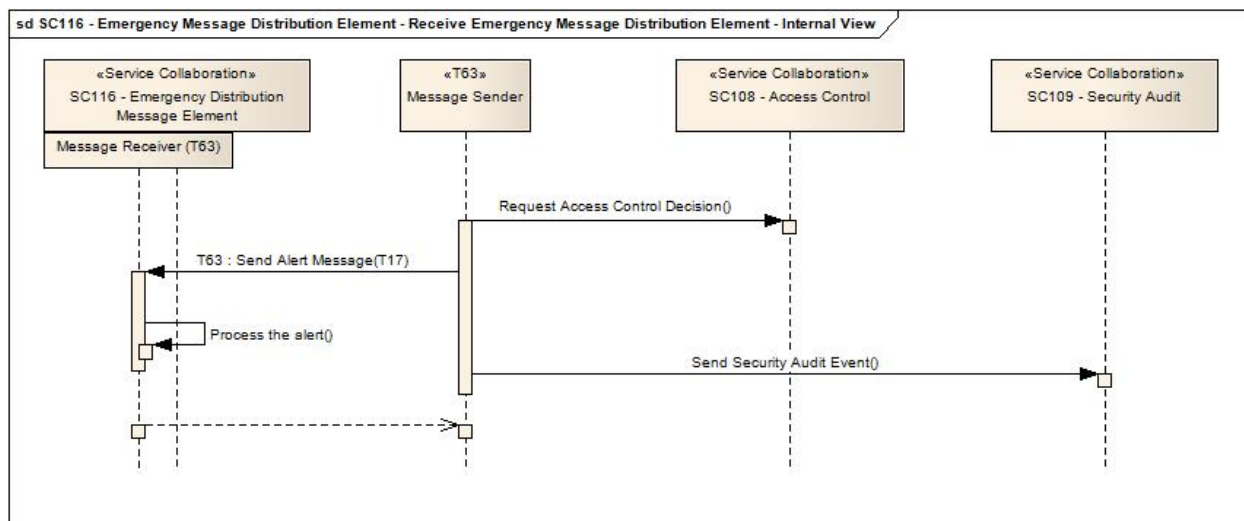 sd SC116 - Emergency Message Distribution Element - Receive Emergency Message Distribution Element - Internal View
«Service Collaboration»
SC116 - Emergency Distribution
Message Element
Message Receiver (T63)
«T63»
Message Sender
«Service Collaboration»
SC108 - Access Control
«Service Collaboration»
SC109 - Security Audit
Request Access Control Decision()
T63 : Send Alert Message(T17)
Process the alert()
Send Security Audit Event()